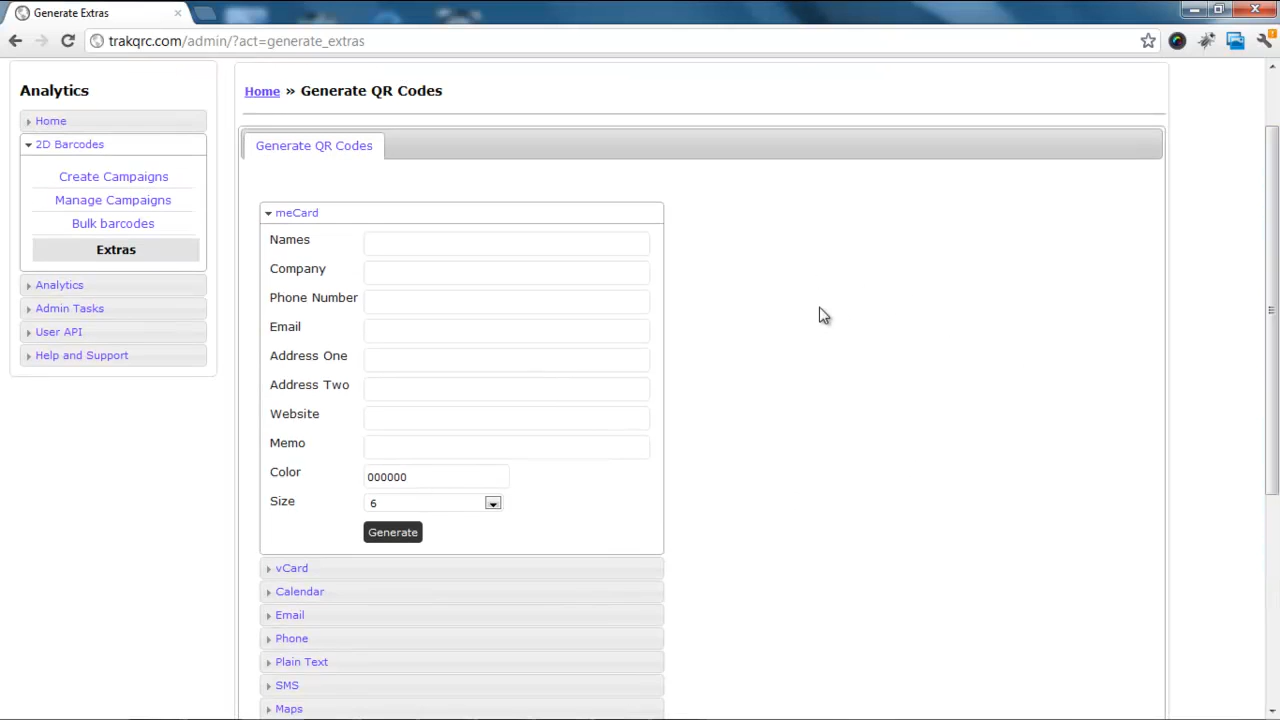 Generate Extras
trakqrc.com/admin/?act=generate_extras
Analytics
Home
2D Barcodes
Create Campaigns
Manage Campaigns
Bulk barcodes
Extras
Analytics
Admin Tasks
User API
Help and Support
Home » Generate QR Codes
Generate QR Codes
meCard
Names
Company
Phone Number
Email
Address One
Address Two
Website
Memo
Color 000000
Size 6
Generate
vCard
Calendar
Email
Phone
Plain Text
SMS
Maps